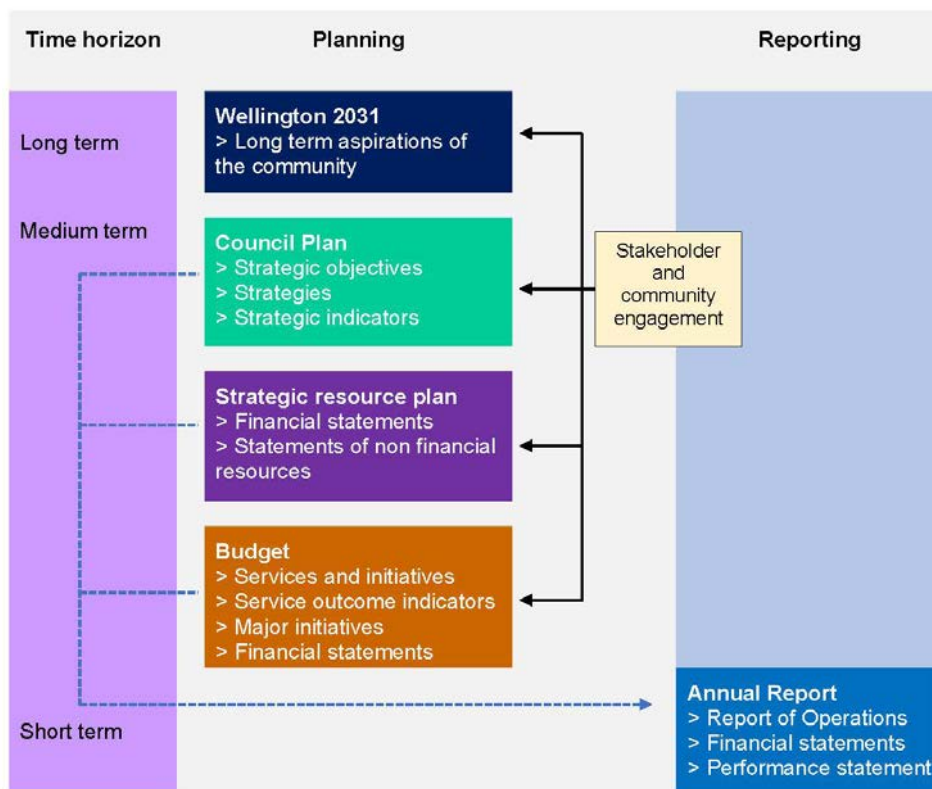 Time horizon
Planning
Reporting
Long term
Wellington 2031
> Long term aspirations of
the community
Medium term
Council Plan
> Strategic objectives
> Strategies
> Strategic indicators
Stakeholder
and
community
engagement
Strategic resource plan
> Financial statements
> Statements of non financial
resources
Budget
> Services and initiatives
> Service outcome indicators
> Major initiatives
> Financial statements
Short term
Annual Report
> Report of Operations
> Financial statements
> Performance statement